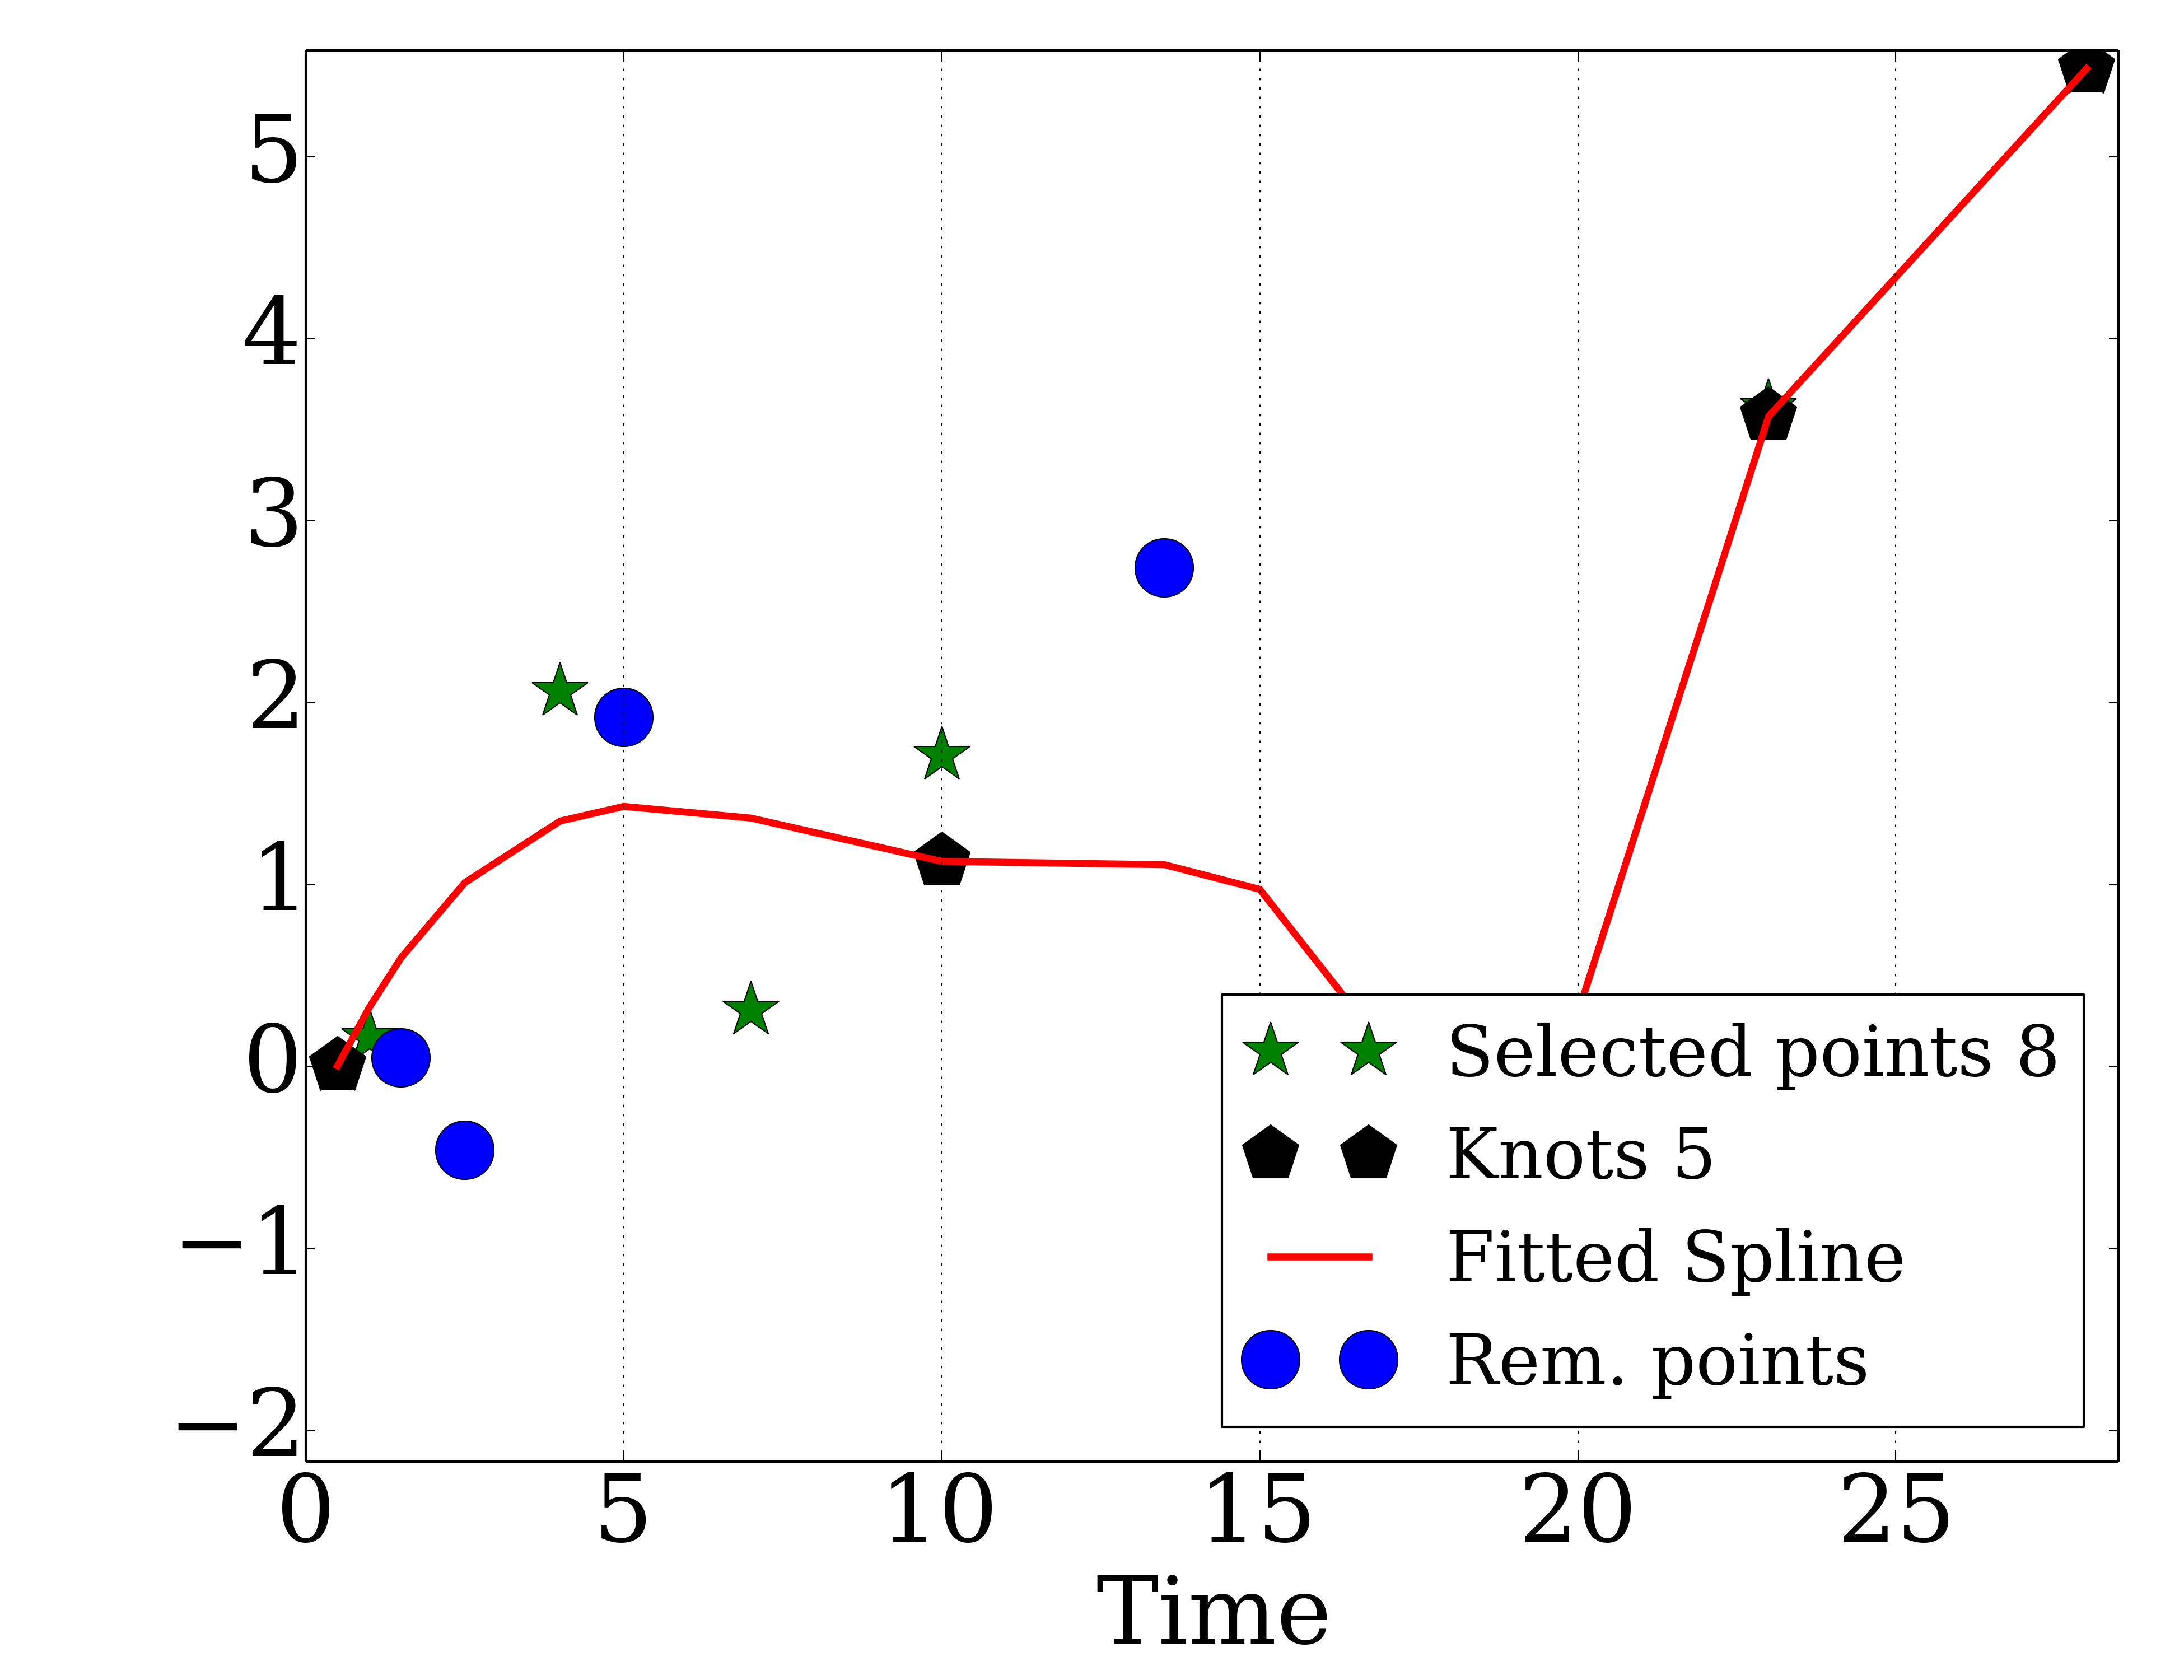 5
4
3
2
1
0
−1
−2
0 5 10 15 20 25
Time
Selected points 8
Knots 5
Fitted Spline
Rem. points